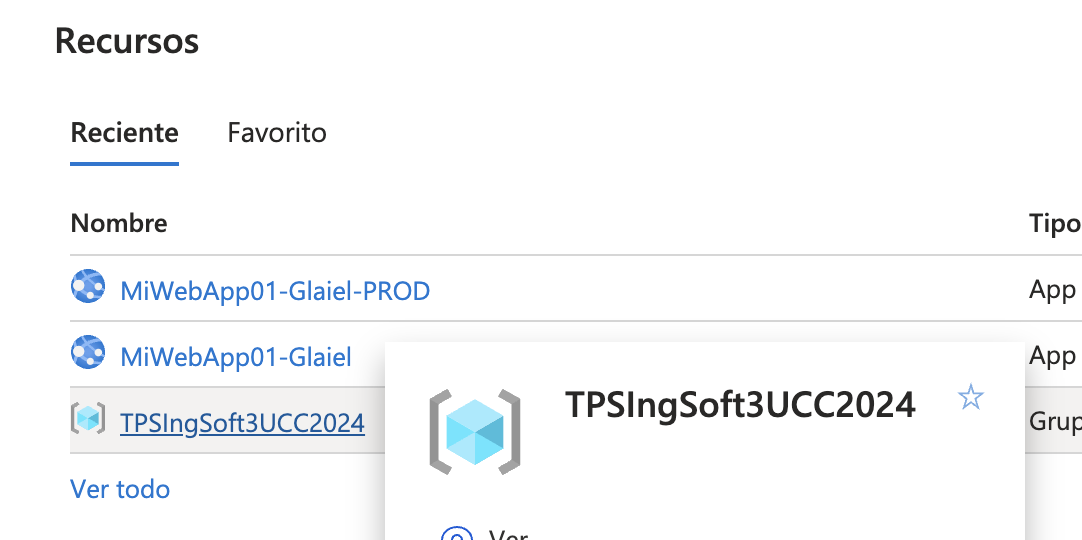 Recursos
Reciente Favorito
Nombre Tipo
MiWebApp01-Glaiel-PROD App
MiWebApp01-Glaiel App
TPSIngSoft3UCC2024 Grup
TPSIngSoft3UCC2024
Ver todo
Ver